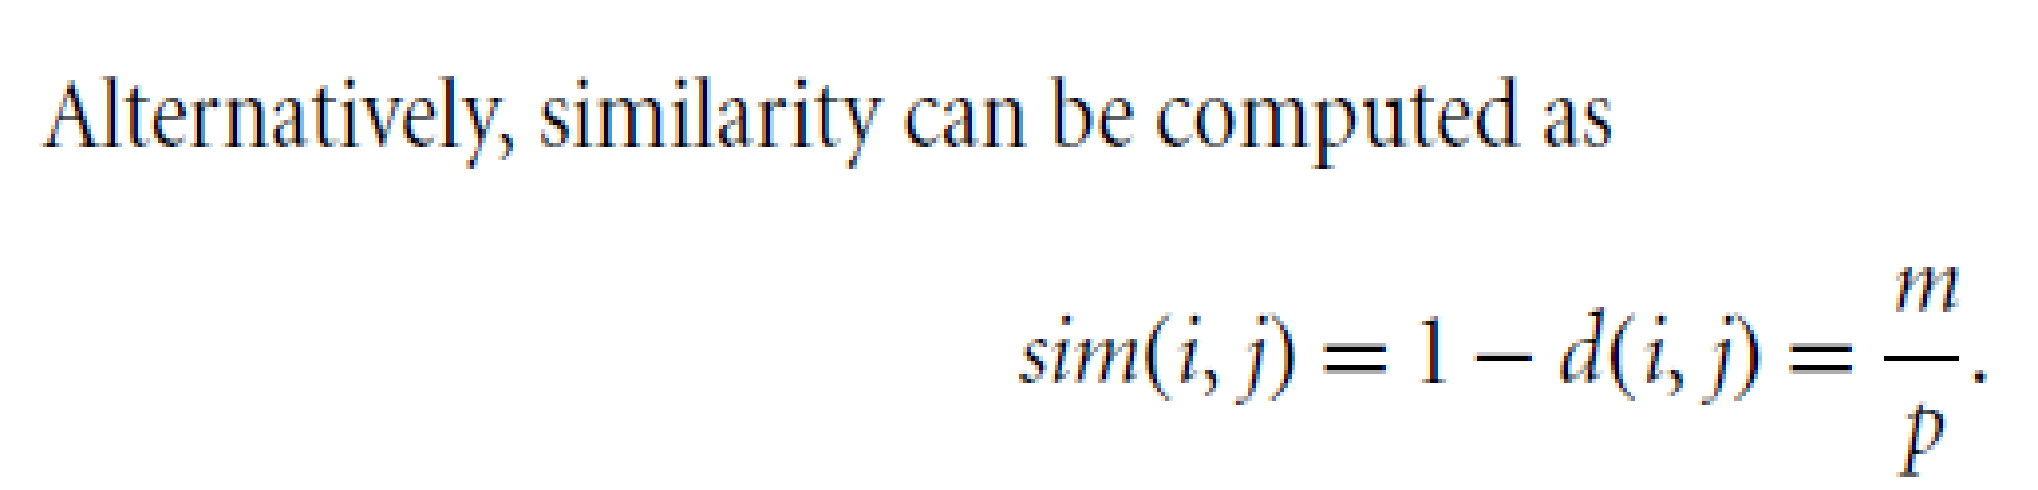 Alternatively, similarity can be computed as
sim(i, j) = 1 − d(i, j) = m/p.